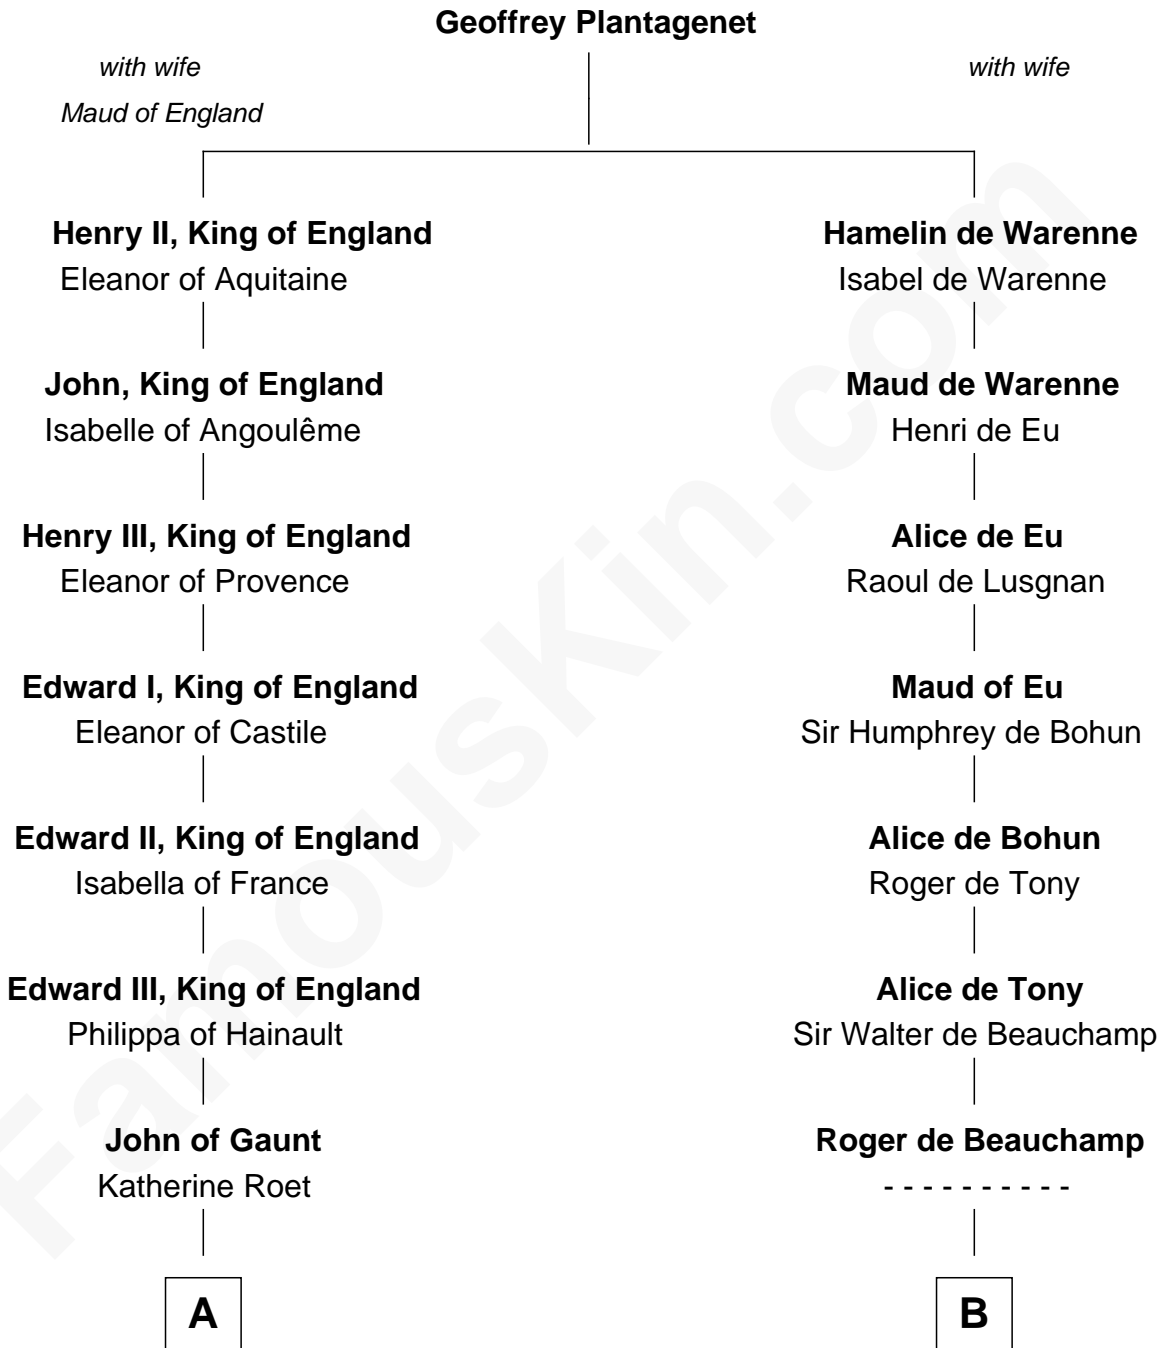 Geoffrey Plantagenet
with wife
with wife
Maud of England
Henry II, King of England
Hamelin de Warenne
Eleanor of Aquitaine
Isabel de Warenne
John, King of England
Maud de Warenne
Isabelle of Angoulême
Henri de Eu
Henry III, King of England
Alice de Eu
Eleanor of Provence
Raoul de Lusgnan
Edward I, King of England
Maud of Eu
Eleanor of Castile
Sir Humphrey de Bohun
Edward II, King of England
Alice de Bohun
Isabella of France
Roger de Tony
Edward III, King of England
Alice de Tony
Philippa of Hainault
Sir Walter de Beauchamp
John of Gaunt
Roger de Beauchamp
Katherine Roet
- - - - - - - - - -
A
B
FamousKin.com